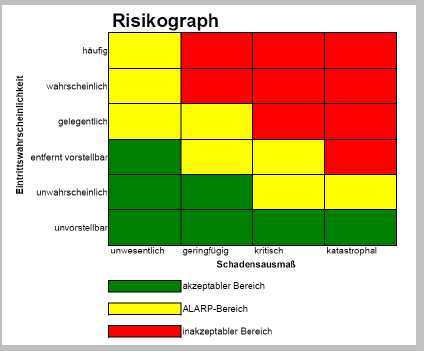 Risikograph
Eintrittswahrscheinlichkeit
häufig
wahrscheinlich
gelegentlich
entfernt vorstellbar
unwahrscheinlich
unvorstellbar
unwesentlich geringfügig kritisch katastrophal
Schadensausmaß
akzeptabler Bereich
ALARP-Bereich
inakzeptabler Bereich